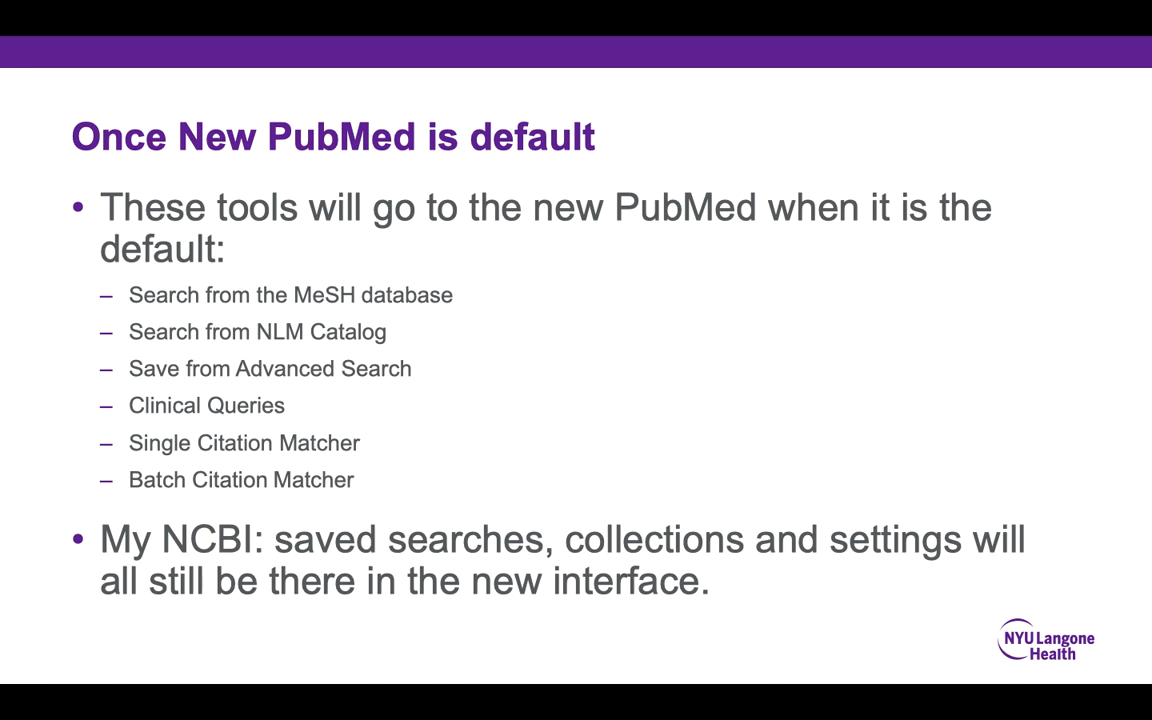 Once New PubMed is default
• These tools will go to the new PubMed when it is the
default:
– Search from the MeSH database
– Search from NLM Catalog
– Save from Advanced Search
– Clinical Queries
– Single Citation Matcher
– Batch Citation Matcher
• My NCBI: saved searches, collections and settings will
all still be there in the new interface.
NYU Langone
Health